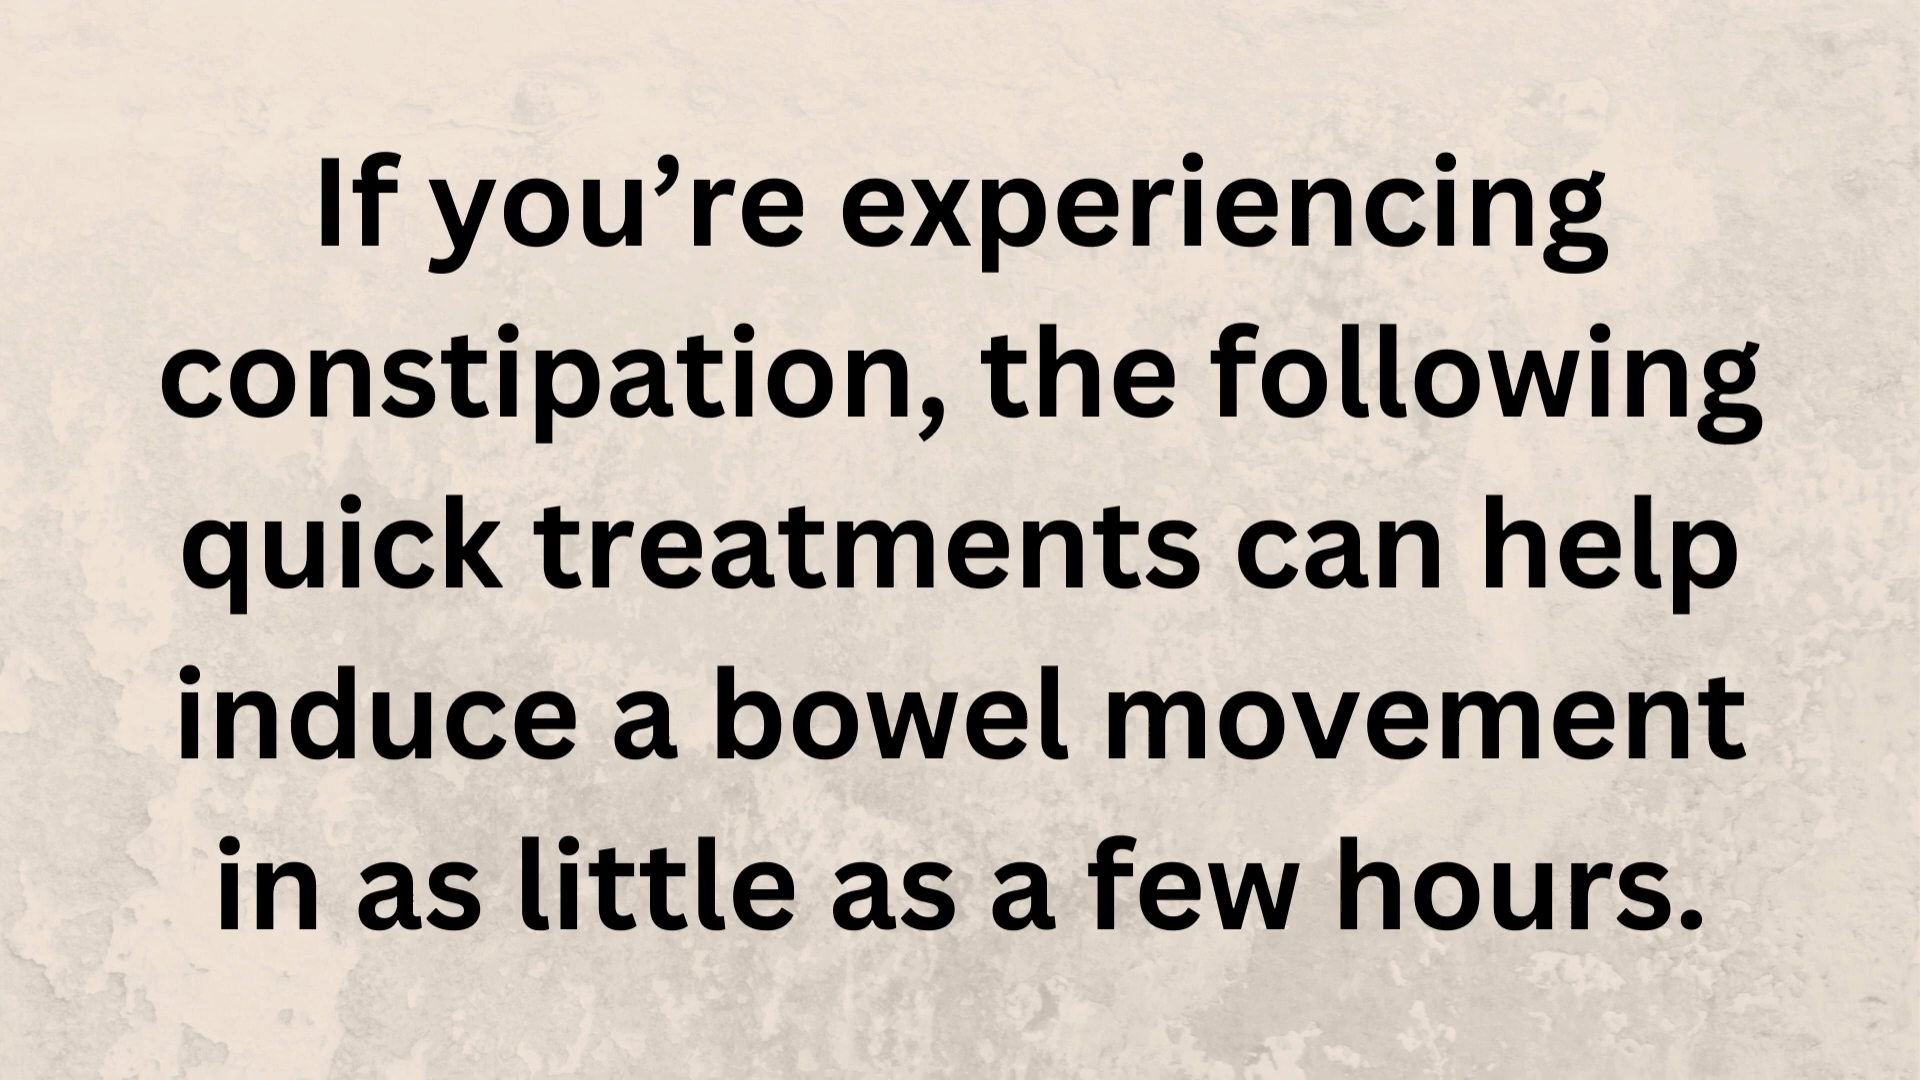 If you’re experiencing
constipation, the following
quick treatments can help
induce a bowel movement
in as little as a few hours.